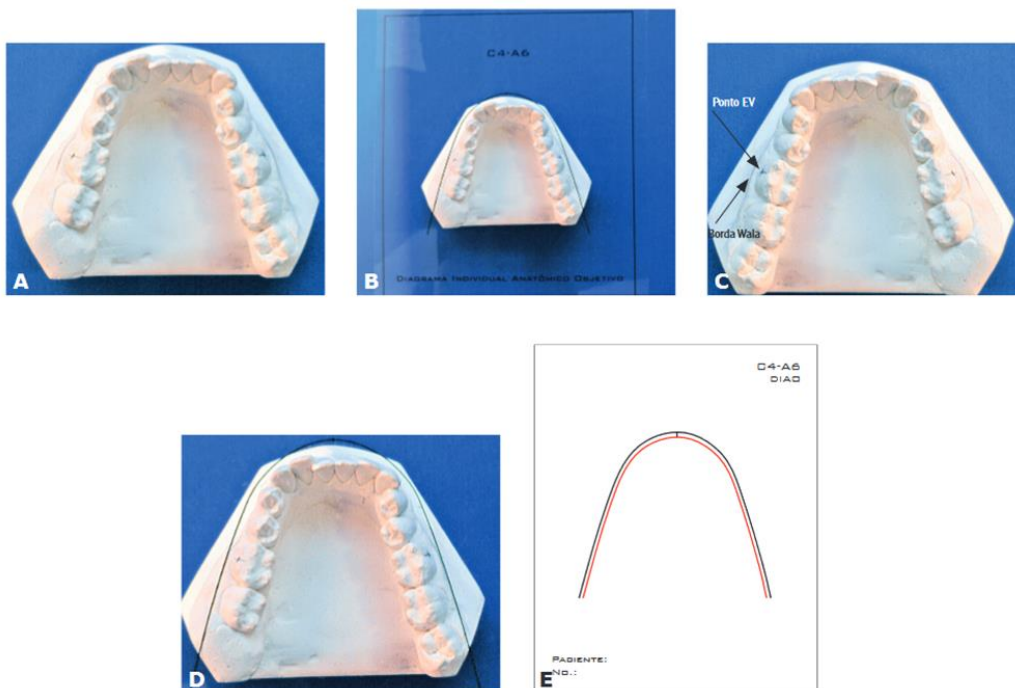 A
C4-A6
DIAGRAMA INDIVIDUAL ANATÔMICO OBJETIVO
B
Ponto EV
Borda Wala
C
D
C4-A6
DIAO
PACIENTE:
NO.:
E